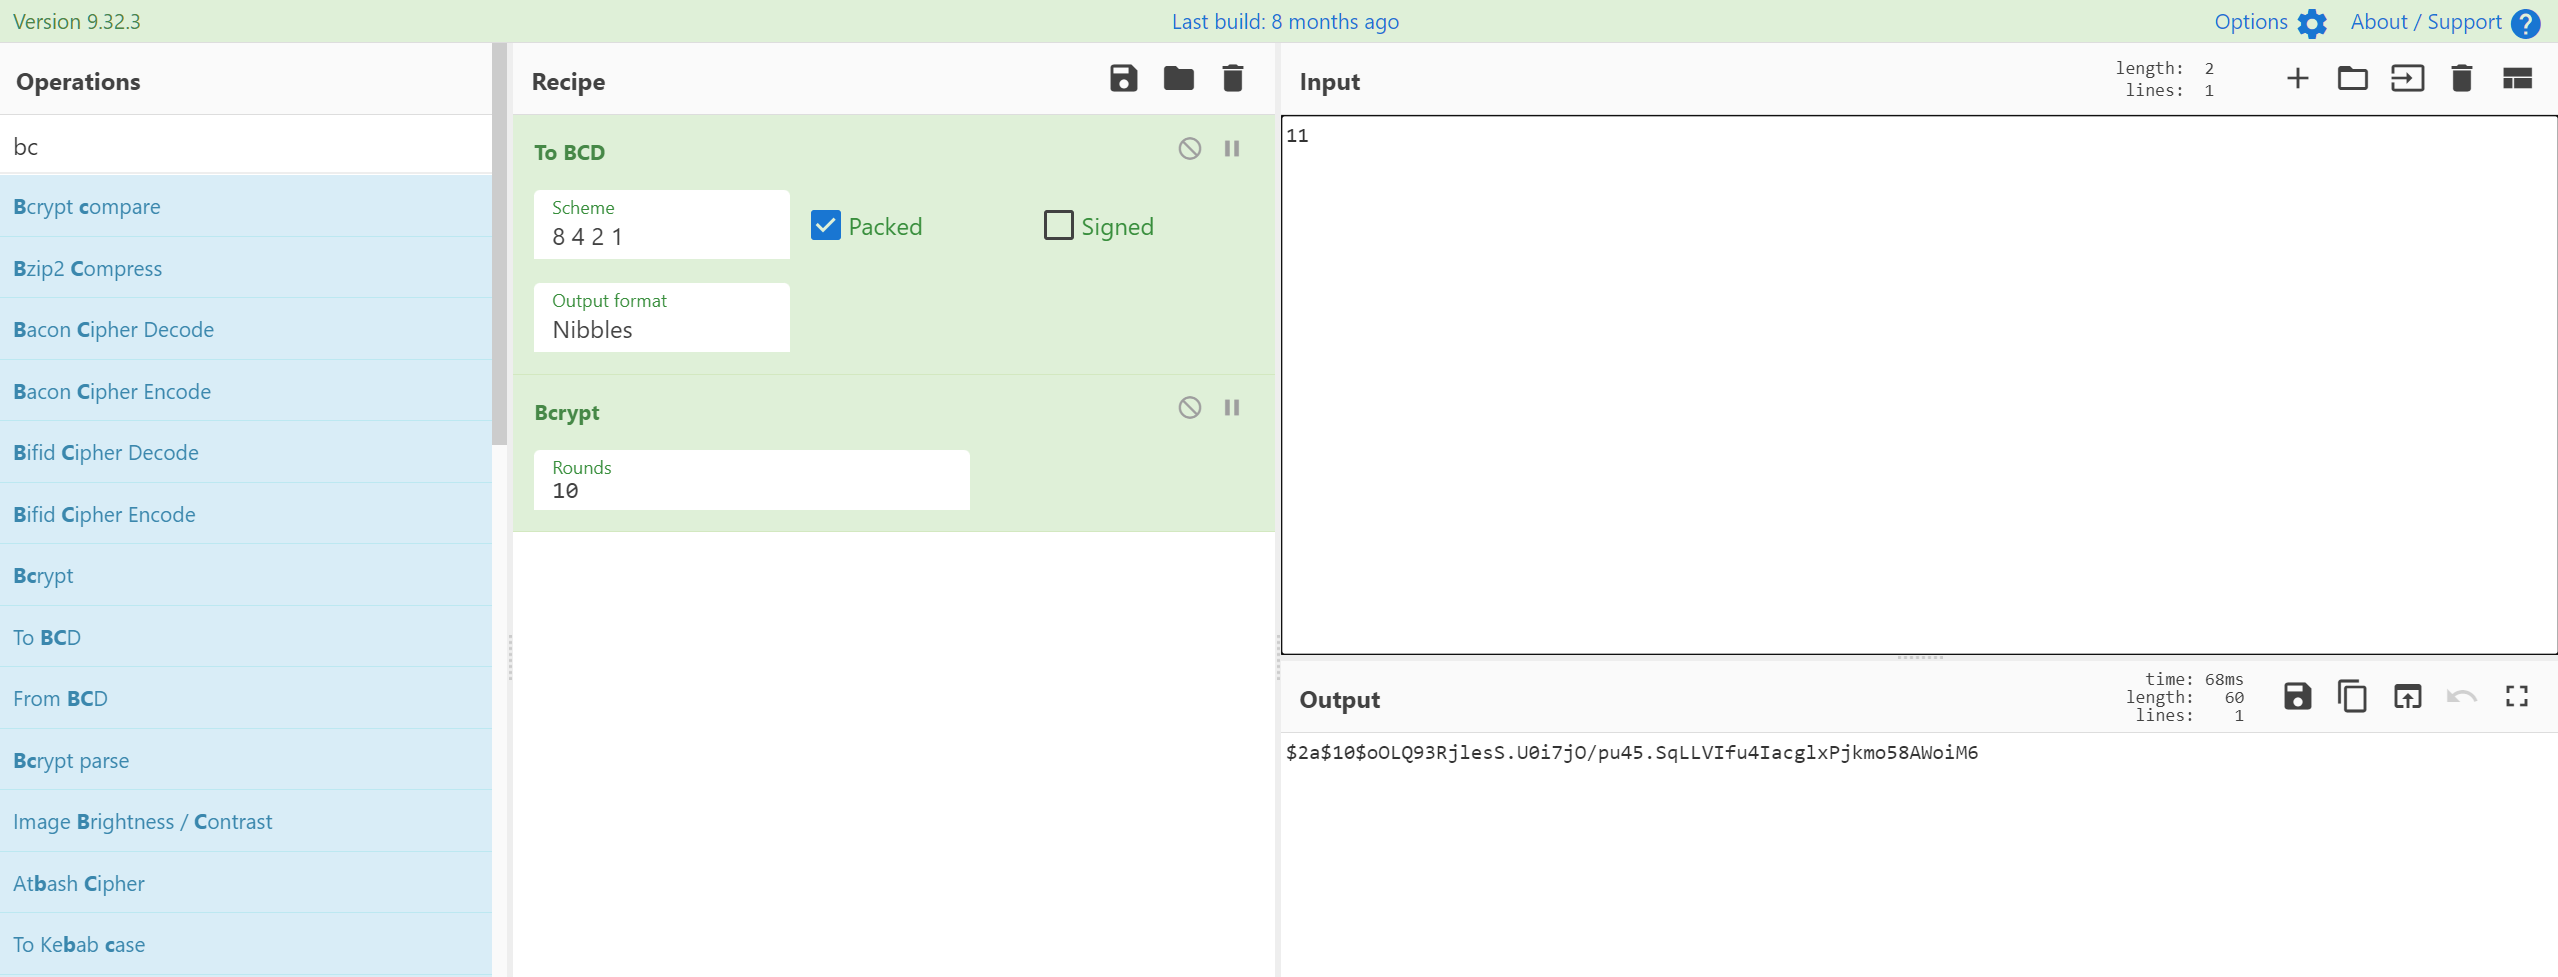 Version 9.32.3
Last build: 8 months ago
Options
About / Support
Operations
bc
Bcrypt compare
Bzip2 Compress
Bacon Cipher Decode
Bacon Cipher Encode
Bifid Cipher Decode
Bifid Cipher Encode
Bcrypt
To BCD
From BCD
Bcrypt parse
Image Brightness / Contrast
Atbash Cipher
To Kebab case
Recipe
To BCD
Scheme
8 4 2 1
Packed
Signed
Output format
Nibbles
Bcrypt
Rounds
10
Input
length: 2
lines: 1
11
Output
time: 68ms
length: 60
lines: 1
$2a$10$oOLQ93RjlesS.U0i7jO/pu45.SqLLVIfu4IacglxPjkmo58AWoiM6